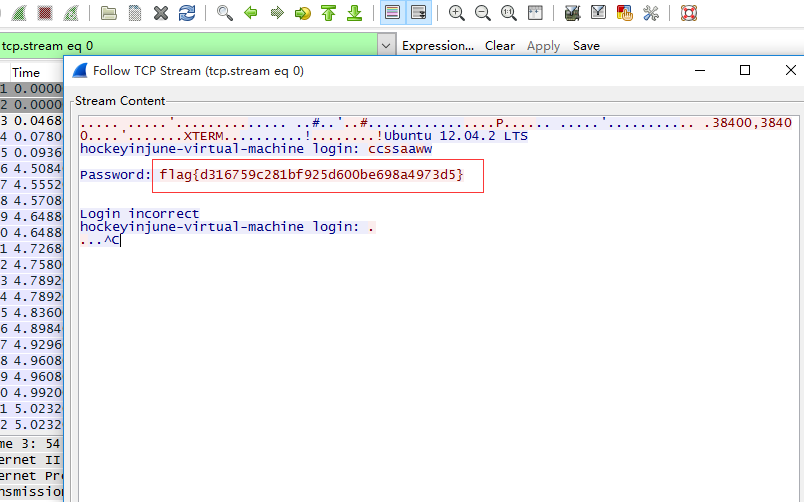 tcp.stream eq 0
Expression... Clear Apply Save
Time
Follow TCP Stream (tcp.stream eq 0)
Stream Content
1 0.0000
2 0.0000
3 0.0468
4 0.0780
5 0.0936
6 4.5084
7 4.5552
8 4.5708
9 4.6488
0 4.6488
1 4.7268
2 4.7580
3 4.7892
4 4.7892
5 4.8360
6 4.8984
7 4.9296
8 4.9608
9 4.9608
0 4.9920
1 5.0232
2 5.0232
..... .....'......... ..... ..#..'..#..............P...... .....'........... .38400,3840
0....'.......XTERM..........!........!Ubuntu 12.04.2 LTS
hockeyinjune-virtual-machine login: ccssaaww
Password: flag{d316759c281bf925d600be698a4973d5}
Login incorrect
hockeyinjune-virtual-machine login: .
...^C
me 3: 54
ernet II
ernet Pr
nsmission